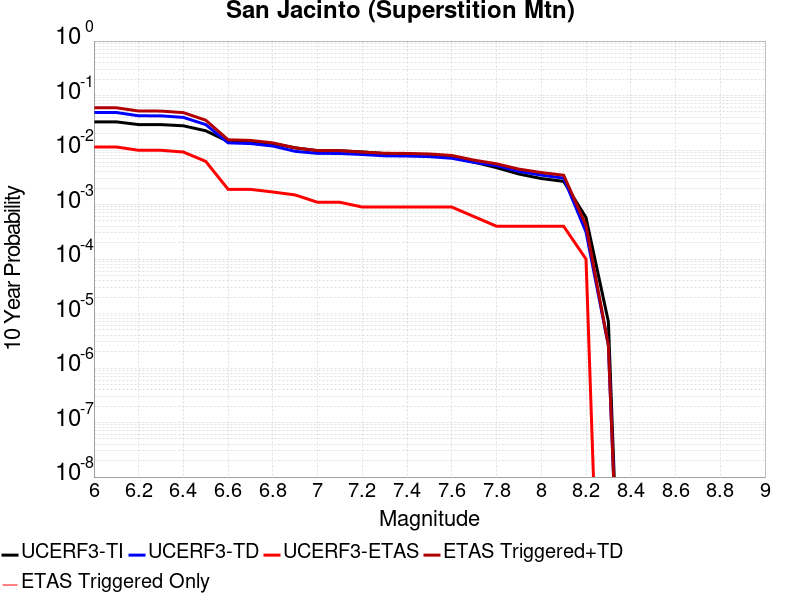 San Jacinto (Superstition Mtn)
10 0
10 -1
10 -2
10 -3
10 -4
10 -5
10 -6
10 -7
10 -8
10 Year Probability
6 6.2 6.4 6.6 6.8 7 7.2 7.4 7.6 7.8 8 8.2 8.4 8.6 8.8 9
Magnitude
UCERF3-TI UCERF3-TD UCERF3-ETAS ETAS Triggered+TD
ETAS Triggered Only